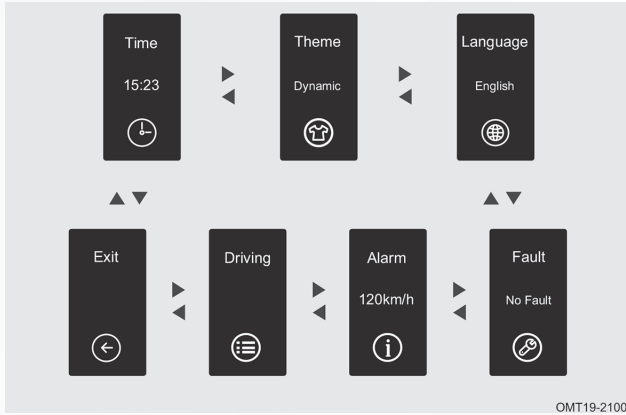 Time
15:23
Theme
Dynamic
Language
English
Exit
Driving
Alarm
120km/h
Fault
No Fault
OMT19-2100